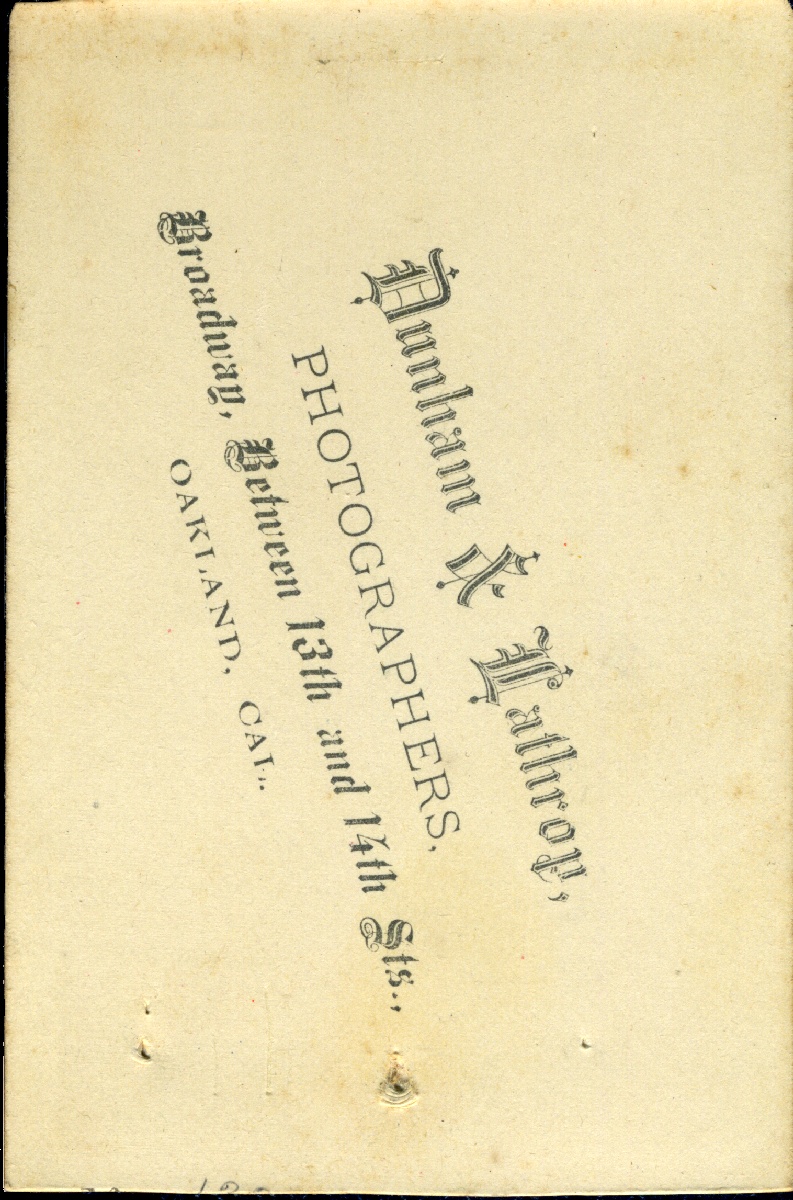 Dunham & Lathrop,
PHOTOGRAPHERS,
Broadway, Between 13th and 14th Sts.,
OAKLAND, CAL.